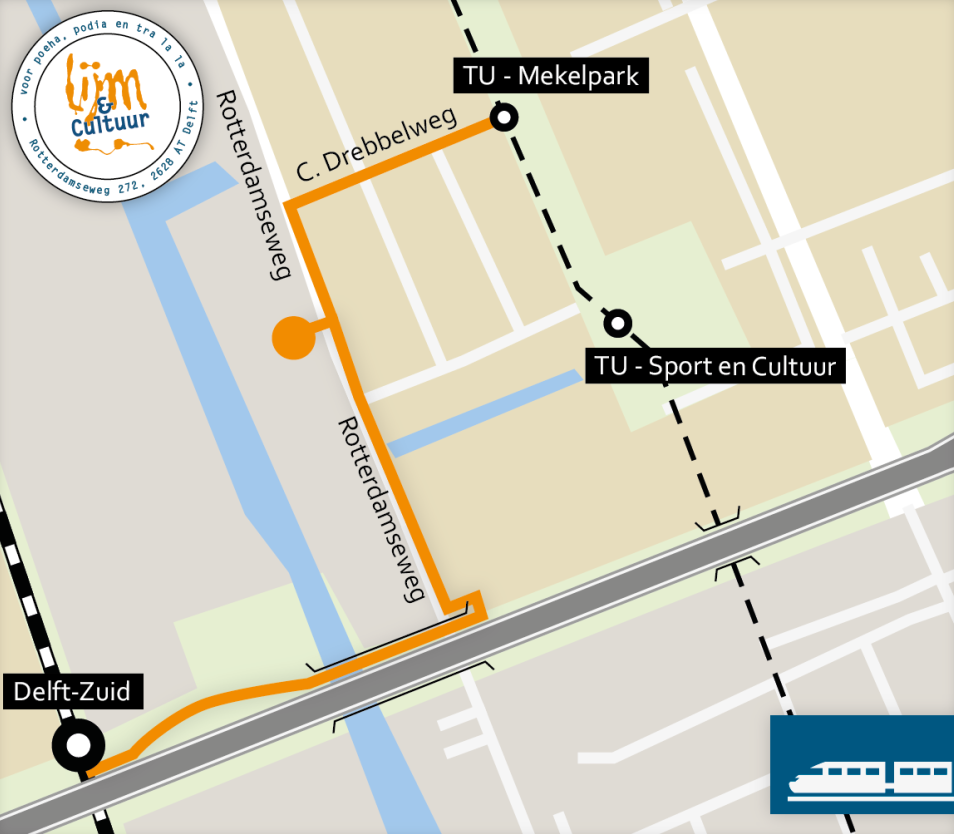 • voor poeha, podia en tra la la •
lijm
&
Cultuur
Rotterdamseweg 272, 2628 AT Delft
TU - Mekelpark
C. Drebbelweg
Rotterdamseweg
TU - Sport en Cultuur
Rotterdamseweg
Delft-Zuid